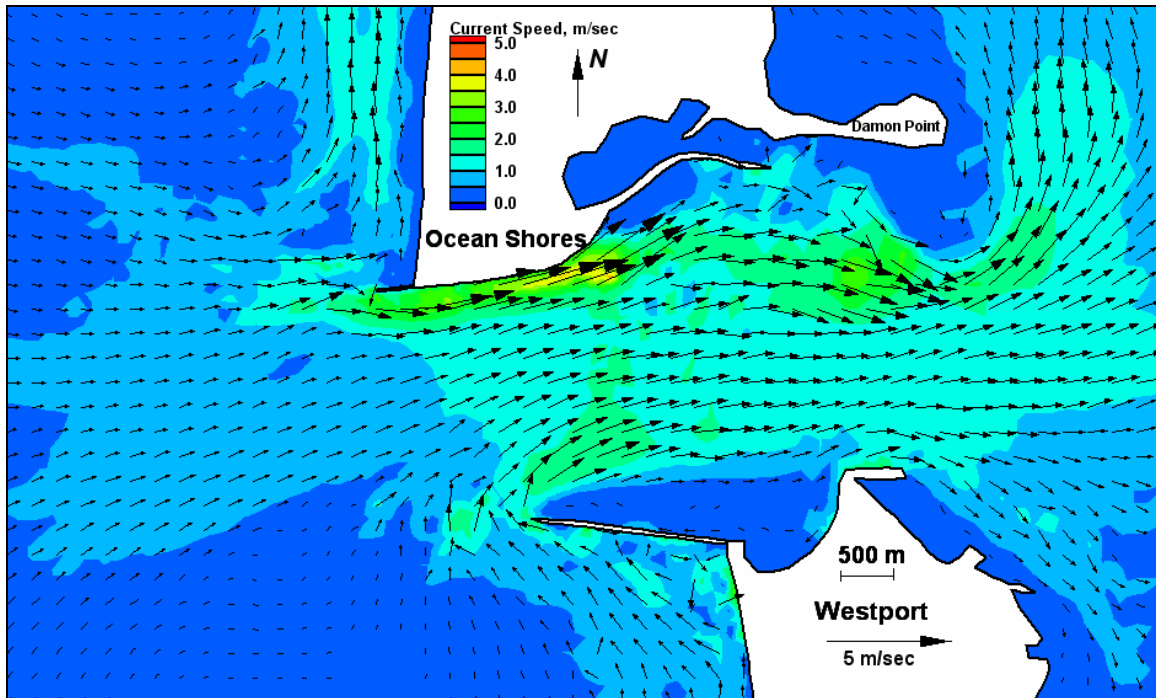 Current Speed, m/sec
5.0
4.0
3.0
2.0
1.0
0.0
N
Damon Point
Ocean Shores
500 m
Westport
5 m/sec